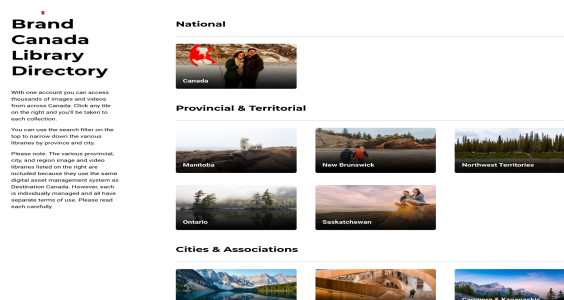 Brand
Canada
Library
Directory
With one account you can access
thousands of images and videos
from across Canada. Click any tile
on the right and you'll be taken to
each collection.
You can use the search filter on the
top to narrow down the various
libraries by province and city.
Please note: The various provincial,
city, and region image and video
libraries listed on the right are
included because they use the same
digital asset management system as
Destination Canada. However, each
is individually managed and all have
separate terms of use. Please read
each carefully.
National
Canada
Provincial & Territorial
Manitoba
New Brunswick
Northwest Territories
Ontario
Saskatchewan
Cities & Associations
Canmore & Kananaskis